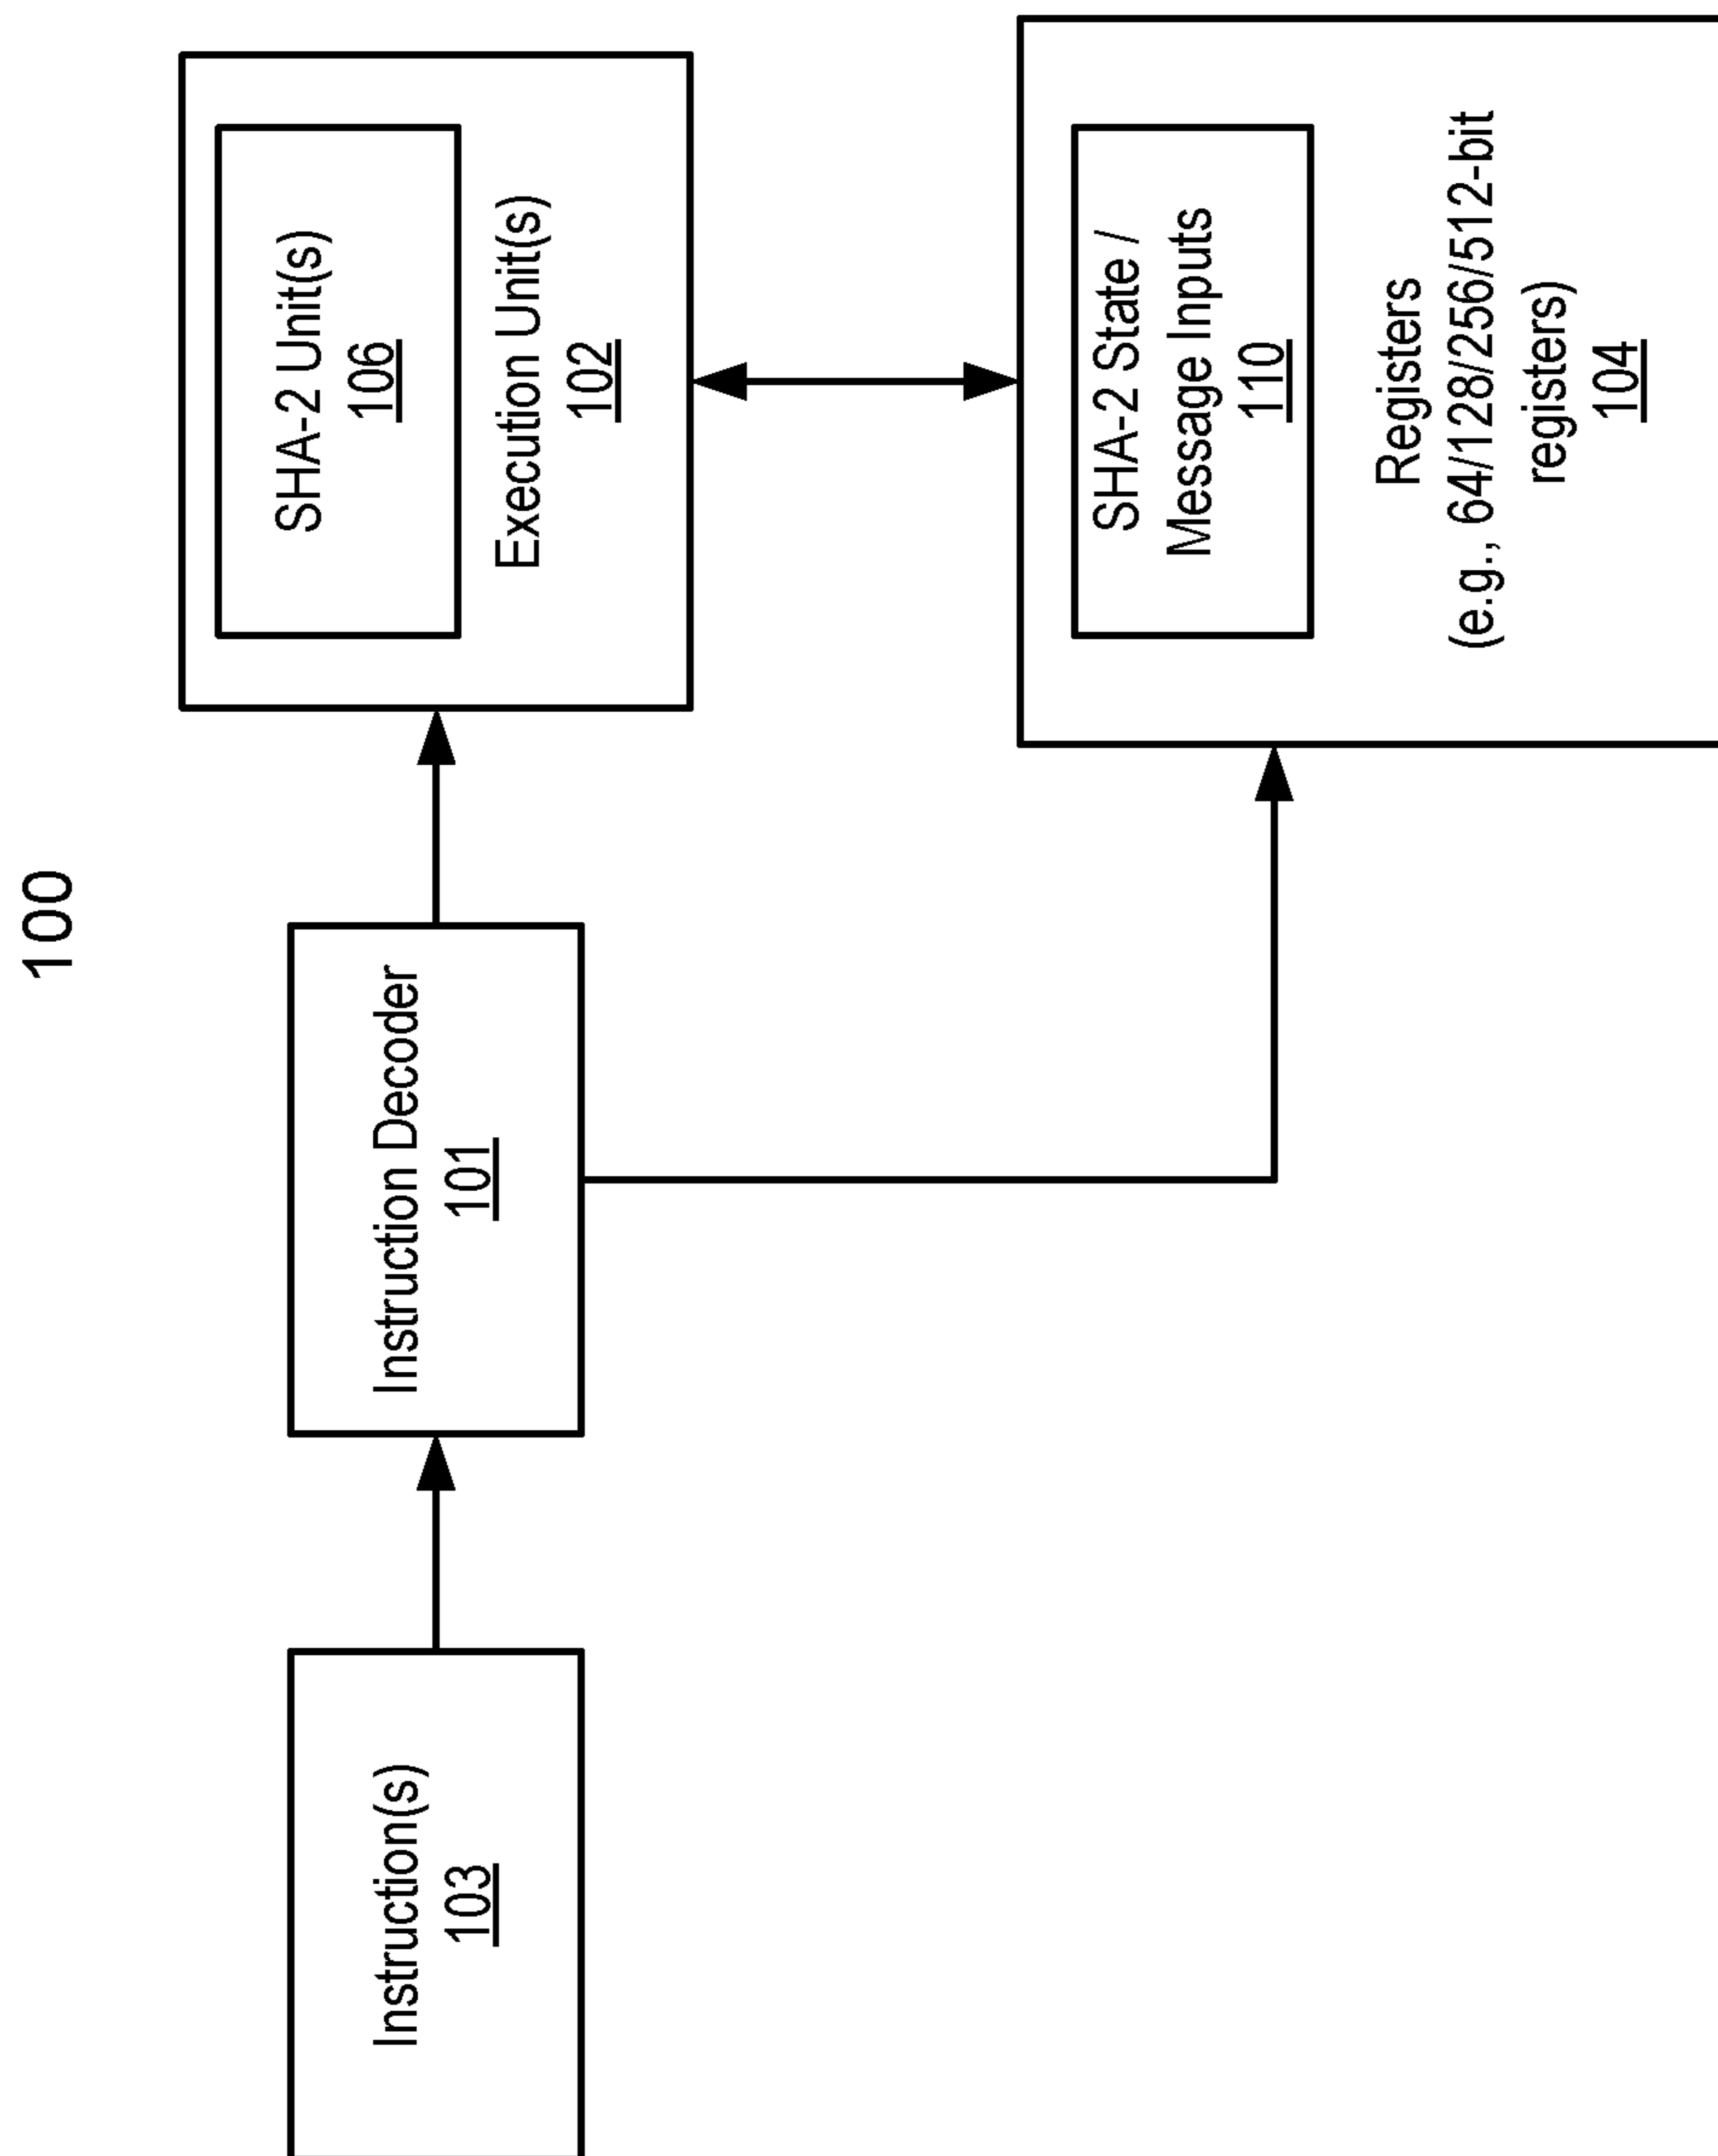 100
Instruction(s)
103
Instruction Decoder
101
SHA-2 Unit(s)
106
Execution Unit(s)
102
SHA-2 State /
Message Inputs
110
Registers
(e.g., 64/128/256/512-bit
registers)
104